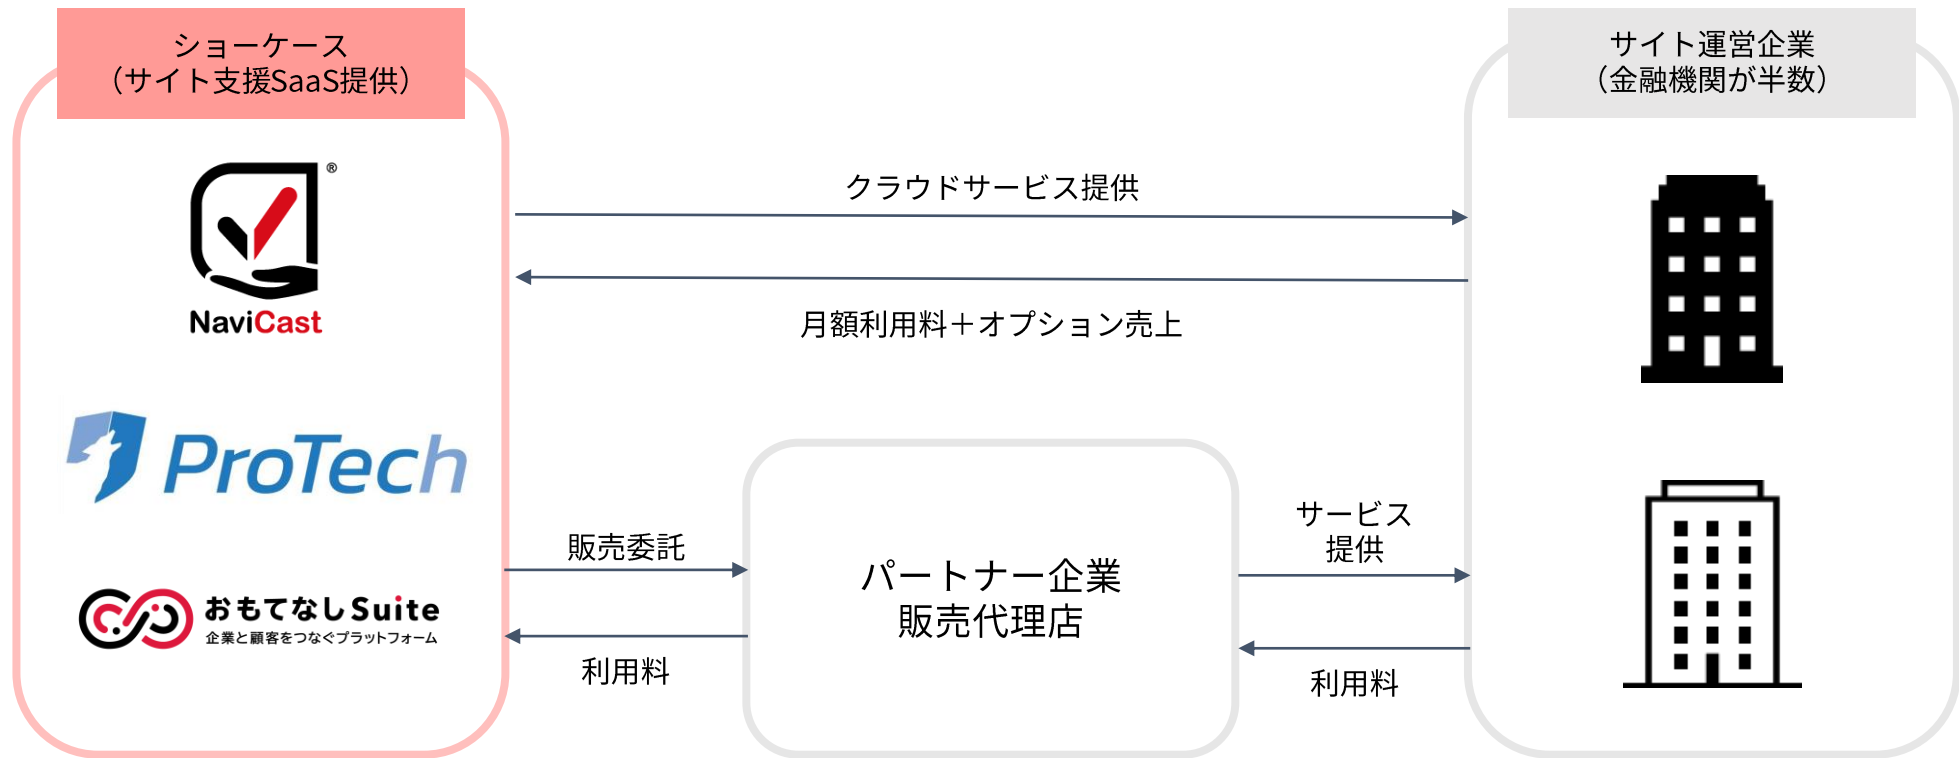 ショーケース
（サイト支援SaaS提供）
サイト運営企業
（金融機関が半数）
®
NaviCast
クラウドサービス提供
月額利用料＋オプション売上
ProTech
販売委託
利用料
おもてなしSuite
企業と顧客をつなぐプラットフォーム
パートナー企業
販売代理店
サービス
提供
利用料